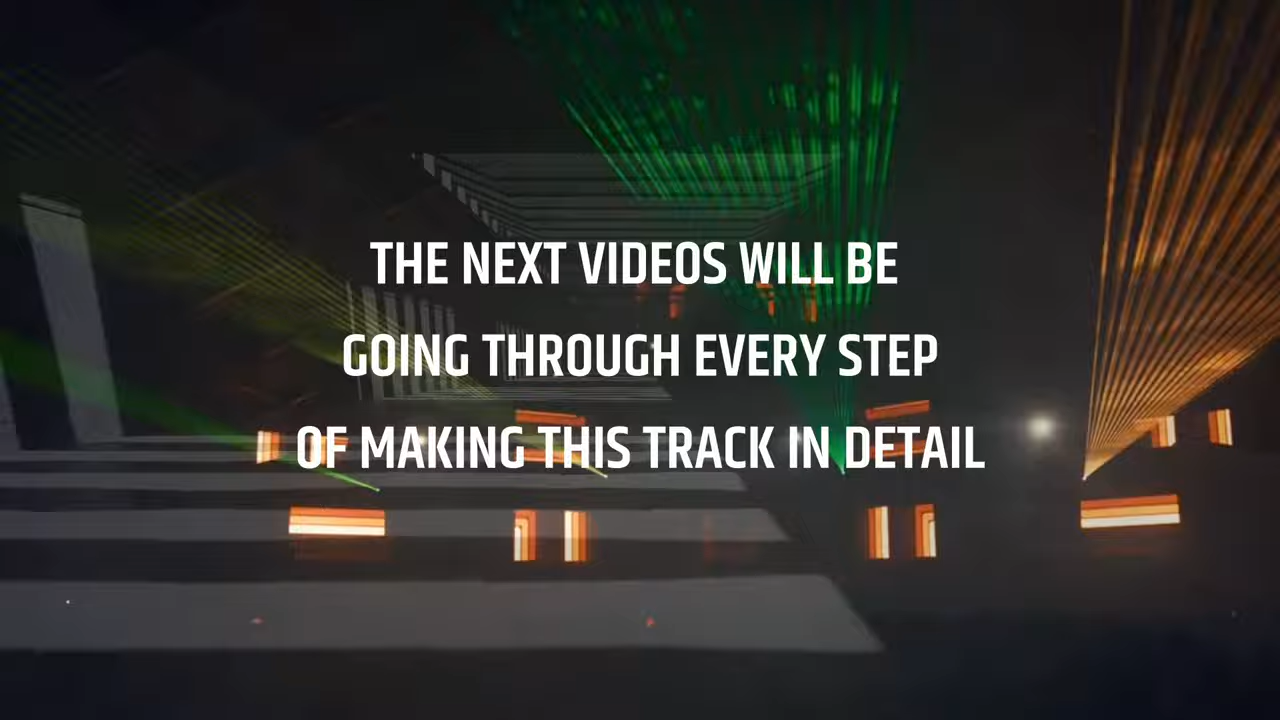 THE NEXT VIDEOS WILL BE
GOING THROUGH EVERY STEP
OF MAKING THIS TRACK IN DETAIL